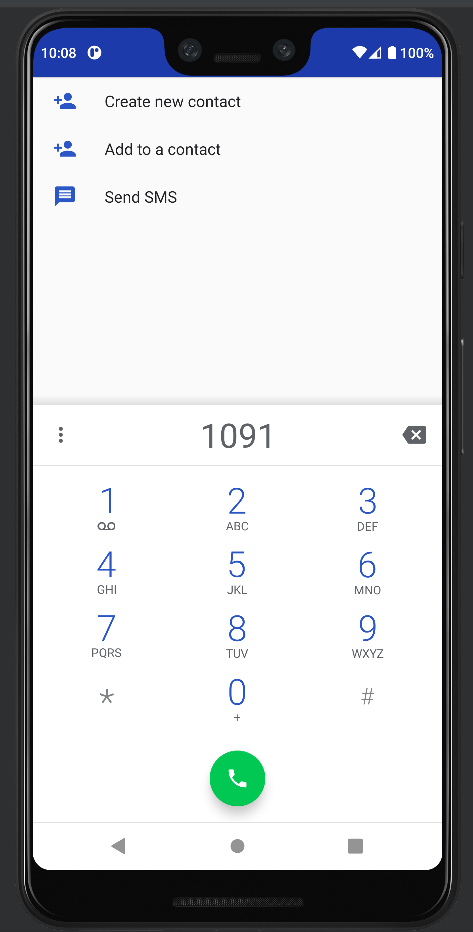 10:08 100%
Create new contact
Add to a contact
Send SMS
1091
1 2 3
ABC DEF
4 5 6
GHI JKL MNO
7 8 9
PQRS TUV WXYZ
* 0 #
+